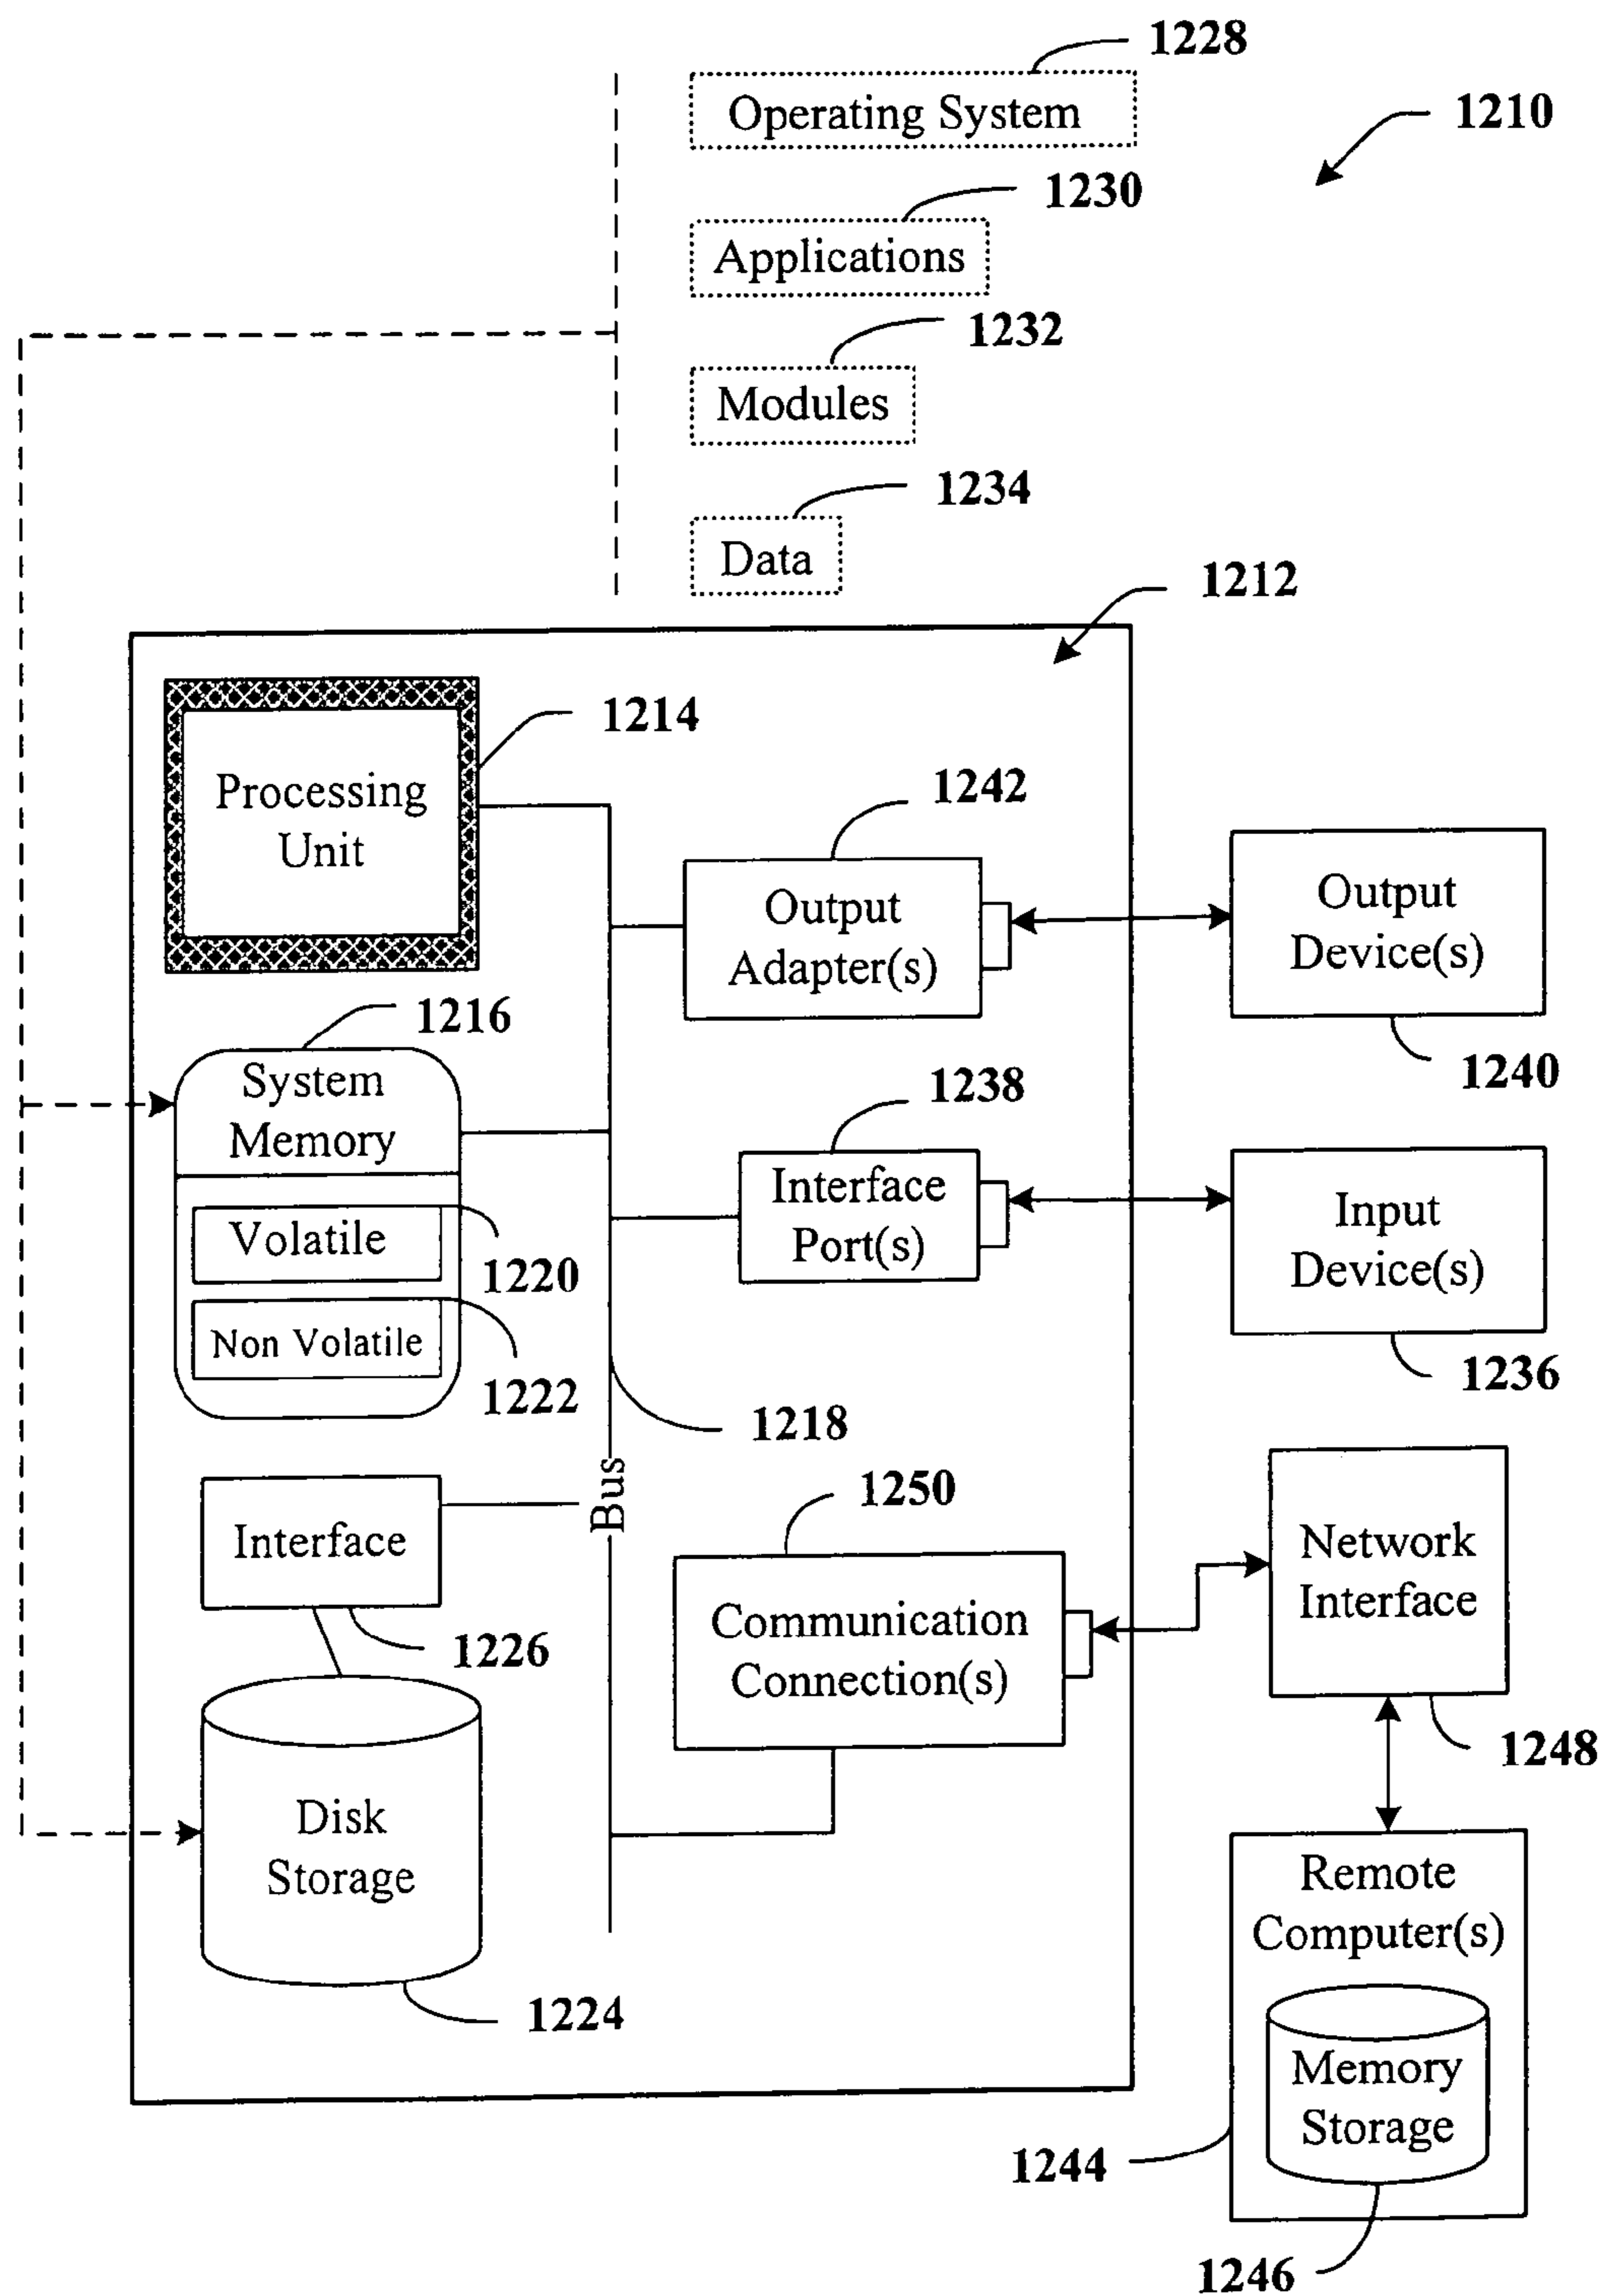 1228
Operating System
1210
1230
Applications
1232
Modules
1234
Data
1212
1214
Processing
Unit
1242
Output
Adapter(s)
Output
Device(s)
1240
1216
System
Memory
1238
Interface
Port(s)
Input
Device(s)
1236
Volatile
1220
Non Volatile
1222
1218
Bus
Interface
1226
1250
Communication
Connection(s)
Network
Interface
1248
Disk
Storage
1224
Remote
Computer(s)
Memory
Storage
1244
1246